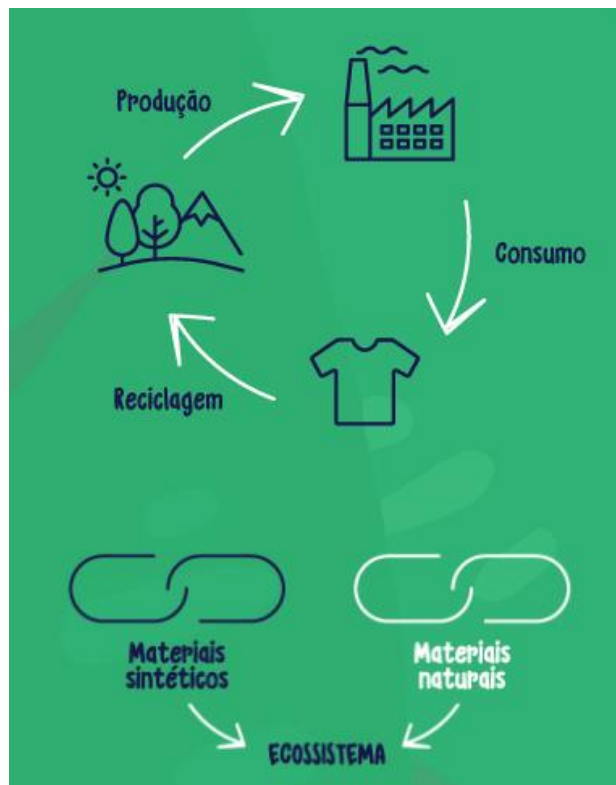 Produção
Consumo
Reciclagem
Materiais
sintéticos
Materiais
naturais
ECOSSISTEMA